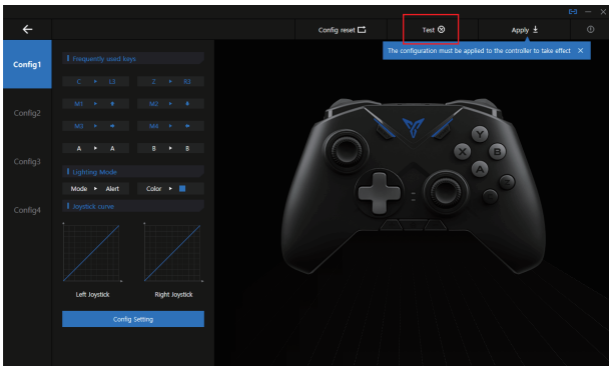 Config reset
Test
Apply
The configuration must be applied to the controller to take effect
Config1
Config2
Config3
Config4
Frequently used keys
C ▸ L3
Z ▸ R3
M1 ▸
M2 ▸
M3 ▸
M4 ▸
A ▸ A
B ▸ B
Lighting Mode
Mode ▸ Alert
Color ▸
Joystick curve
Left Joystick
Right Joystick
Config Setting
Y
X
B
A
C